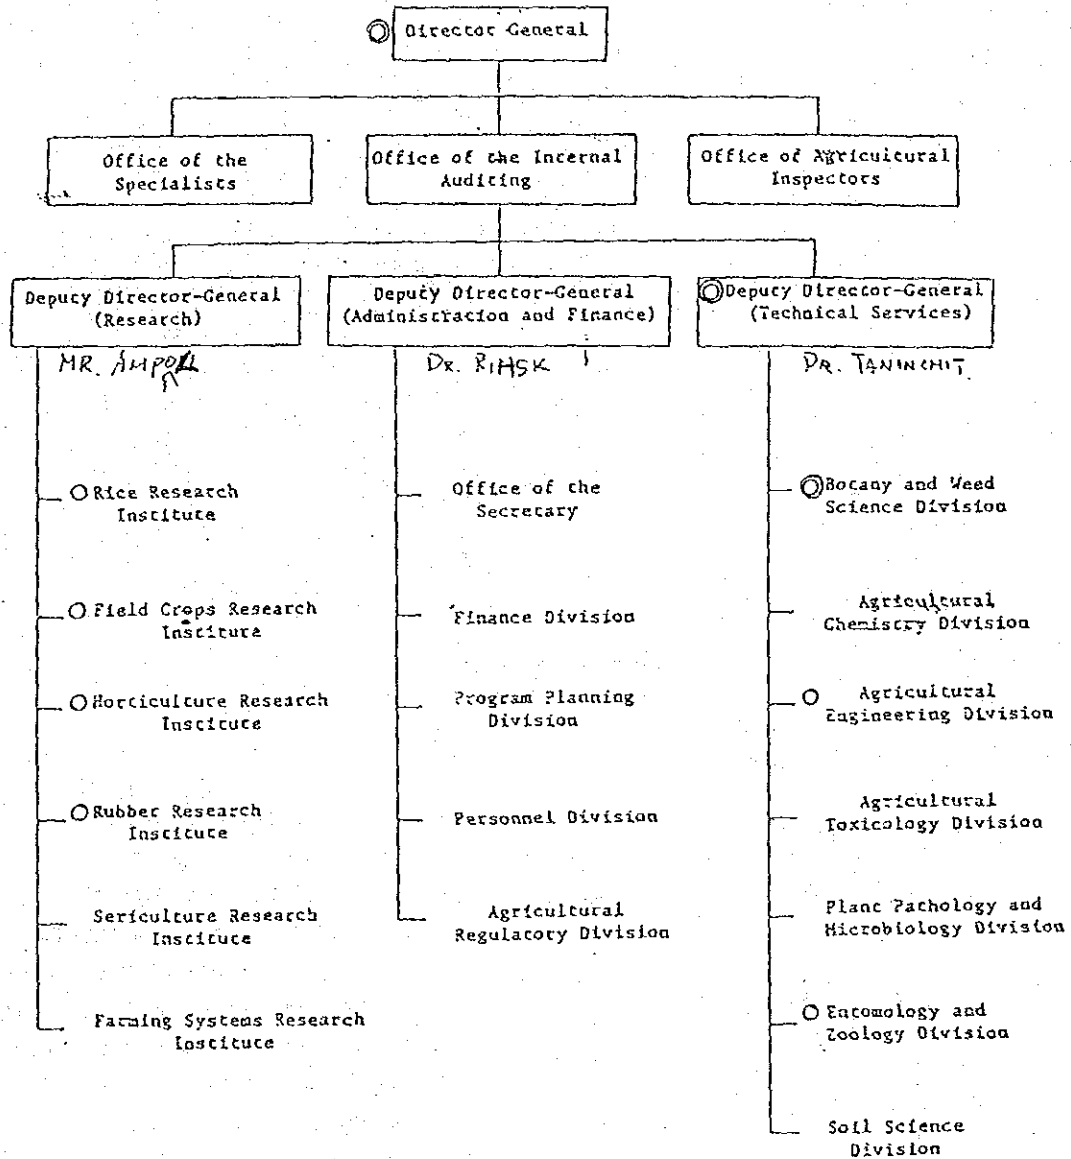 Director General
Office of the
Specialists
Office of the Internal
Auditing
Office of Agricultural
Inspectors
Deputy Director-General
(Research)
MR.
Deputy Director-General
(Administration and Finance)
DR.
Deputy Director-General
(Technical Services)
DR. TANINCHIT
Rice Research
Institute
Field Crops Research
Institute
Horticulture Research
Institute
Rubber Research
Institute
Sericulture Research
Institute
Farming Systems Research
Institute
Office of the
Secretary
Finance Division
Program Planning
Division
Personnel Division
Agricultural
Regulatory Division
Botany and Weed
Science Division
Agricultural
Chemistry Division
Agricultural
Engineering Division
Agricultural
Toxicology Division
Plant Pathology and
Microbiology Division
Entomology and
Zoology Division
Soil Science
Division